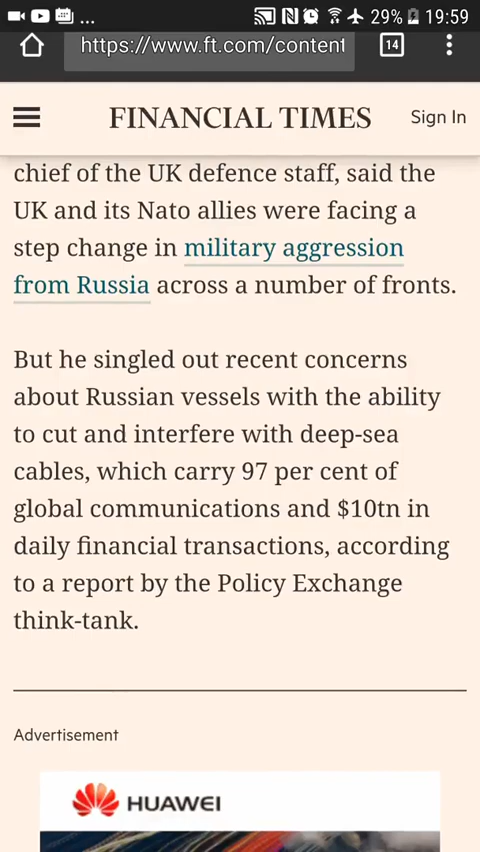 ... 29% 19:59
https://www.ft.com/content
14
FINANCIAL TIMES
Sign In
chief of the UK defence staff, said the
UK and its Nato allies were facing a
step change in military aggression
from Russia across a number of fronts.
But he singled out recent concerns
about Russian vessels with the ability
to cut and interfere with deep-sea
cables, which carry 97 per cent of
global communications and $10tn in
daily financial transactions, according
to a report by the Policy Exchange
think-tank.
Advertisement
HUAWEI